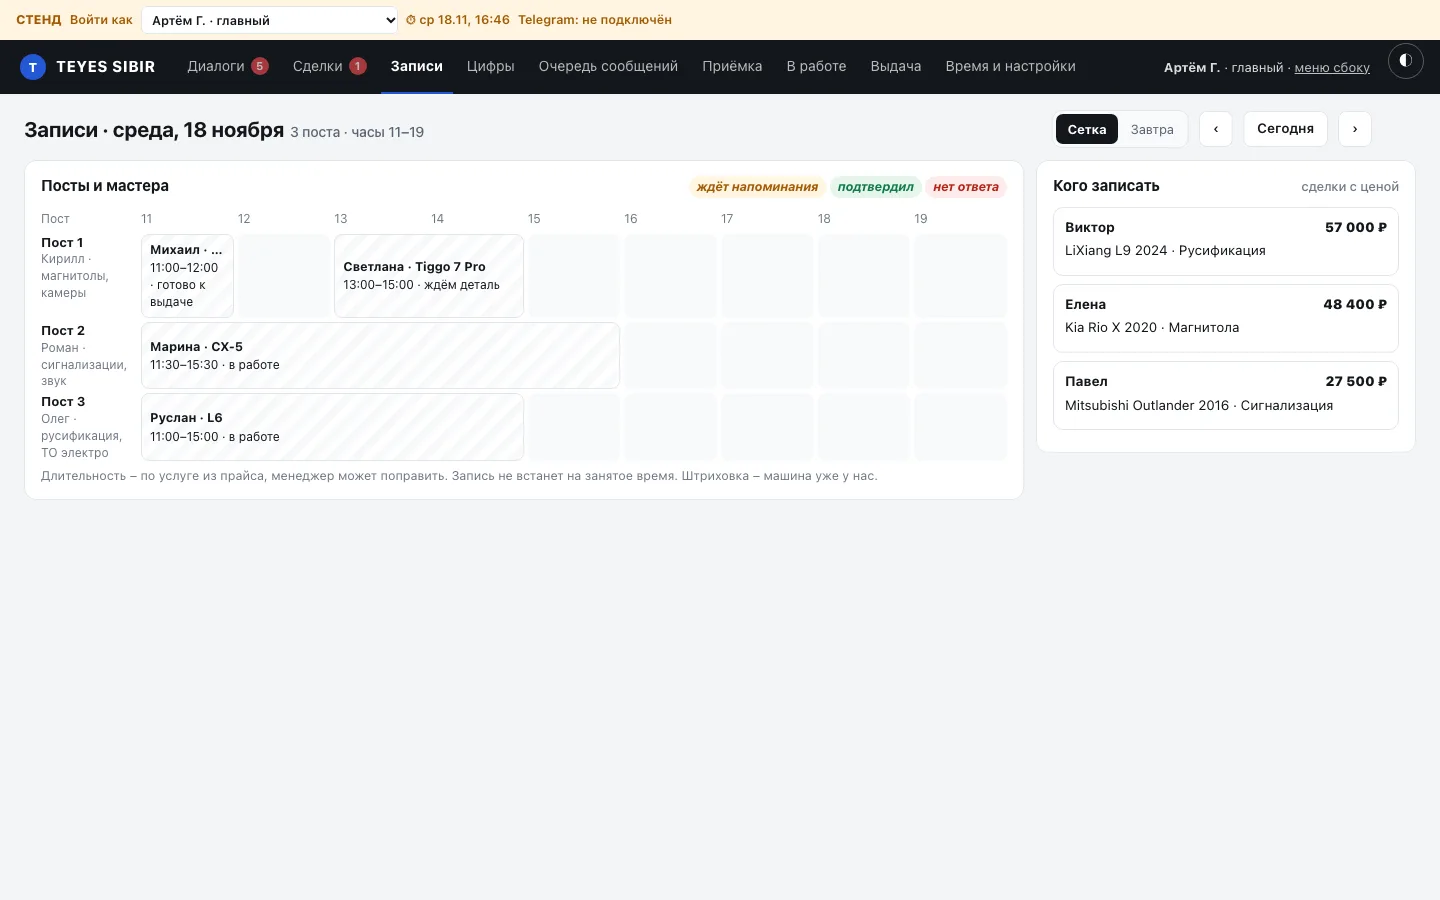 СТЕНД Войти как Артём Г. · главный ⏱ ср 18.11, 16:46 Telegram: не подключён
T TEYES SIBIR Диалоги 5 Сделки 1 Записи Цифры Очередь сообщений Приёмка В работе Выдача Время и настройки Артём Г. · главный · меню сбоку
Записи · среда, 18 ноября 3 поста · часы 11–19 Сетка Завтра ‹ Сегодня ›
Посты и мастера ждёт напоминания подтвердил нет ответа
Пост 11 12 13 14 15 16 17 18 19
Пост 1
Кирилл ·
магнитолы,
камеры
Михаил · ...
11:00–12:00
· готово к
выдаче
Светлана · Tiggo 7 Pro
13:00–15:00 · ждём деталь
Пост 2
Роман ·
сигнализации,
звук
Марина · CX-5
11:30–15:30 · в работе
Пост 3
Олег ·
русификация,
ТО электро
Руслан · L6
11:00–15:00 · в работе
Длительность – по услуге из прайса, менеджер может поправить. Запись не встанет на занятое время. Штриховка – машина уже у нас.
Кого записать сделки с ценой
Виктор 57 000 ₽
LiXiang L9 2024 · Русификация
Елена 48 400 ₽
Kia Rio X 2020 · Магнитола
Павел 27 500 ₽
Mitsubishi Outlander 2016 · Сигнализация